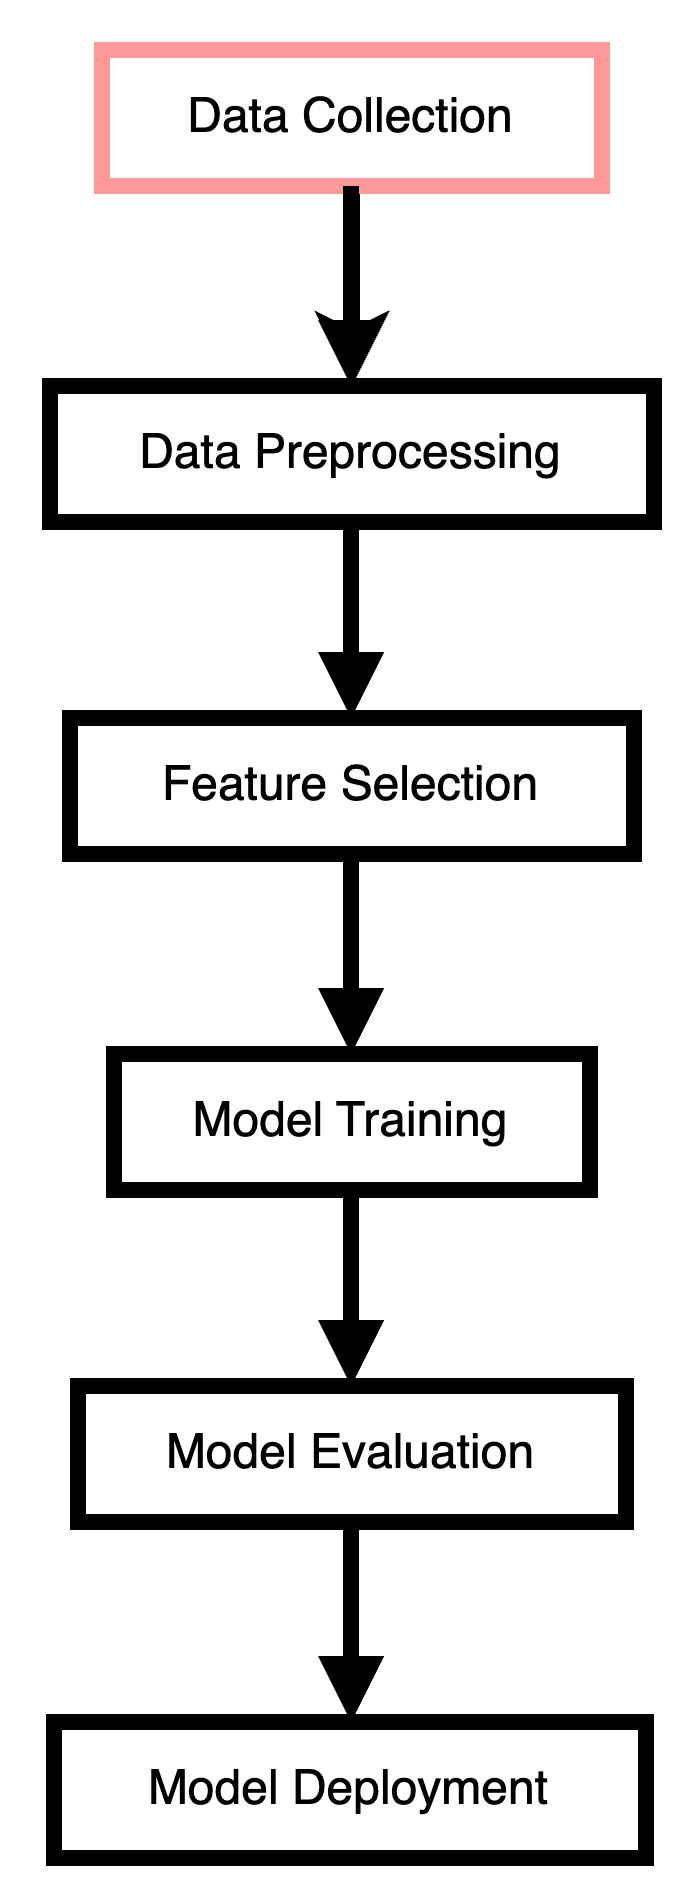 Data Collection
Data Preprocessing
Feature Selection
Model Training
Model Evaluation
Model Deployment